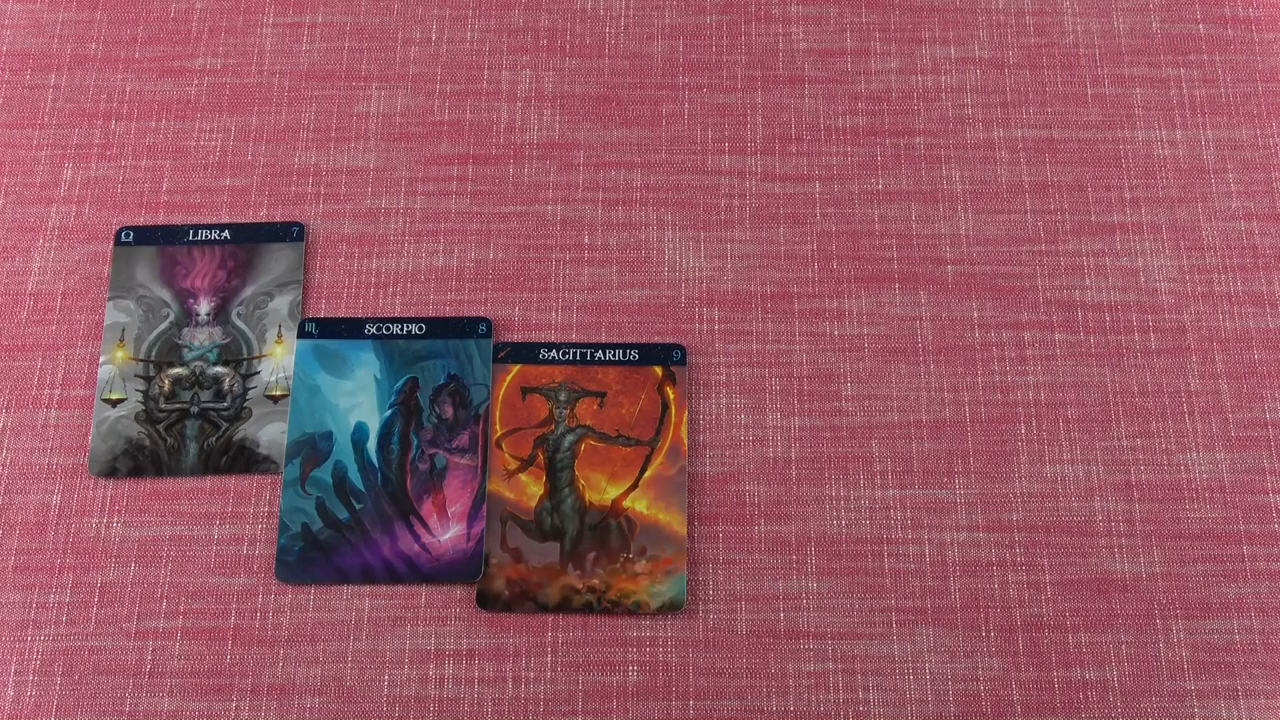 ♎ LIBRA 7
♏ SCORPIO 8
♐ SAGITTARIUS 9